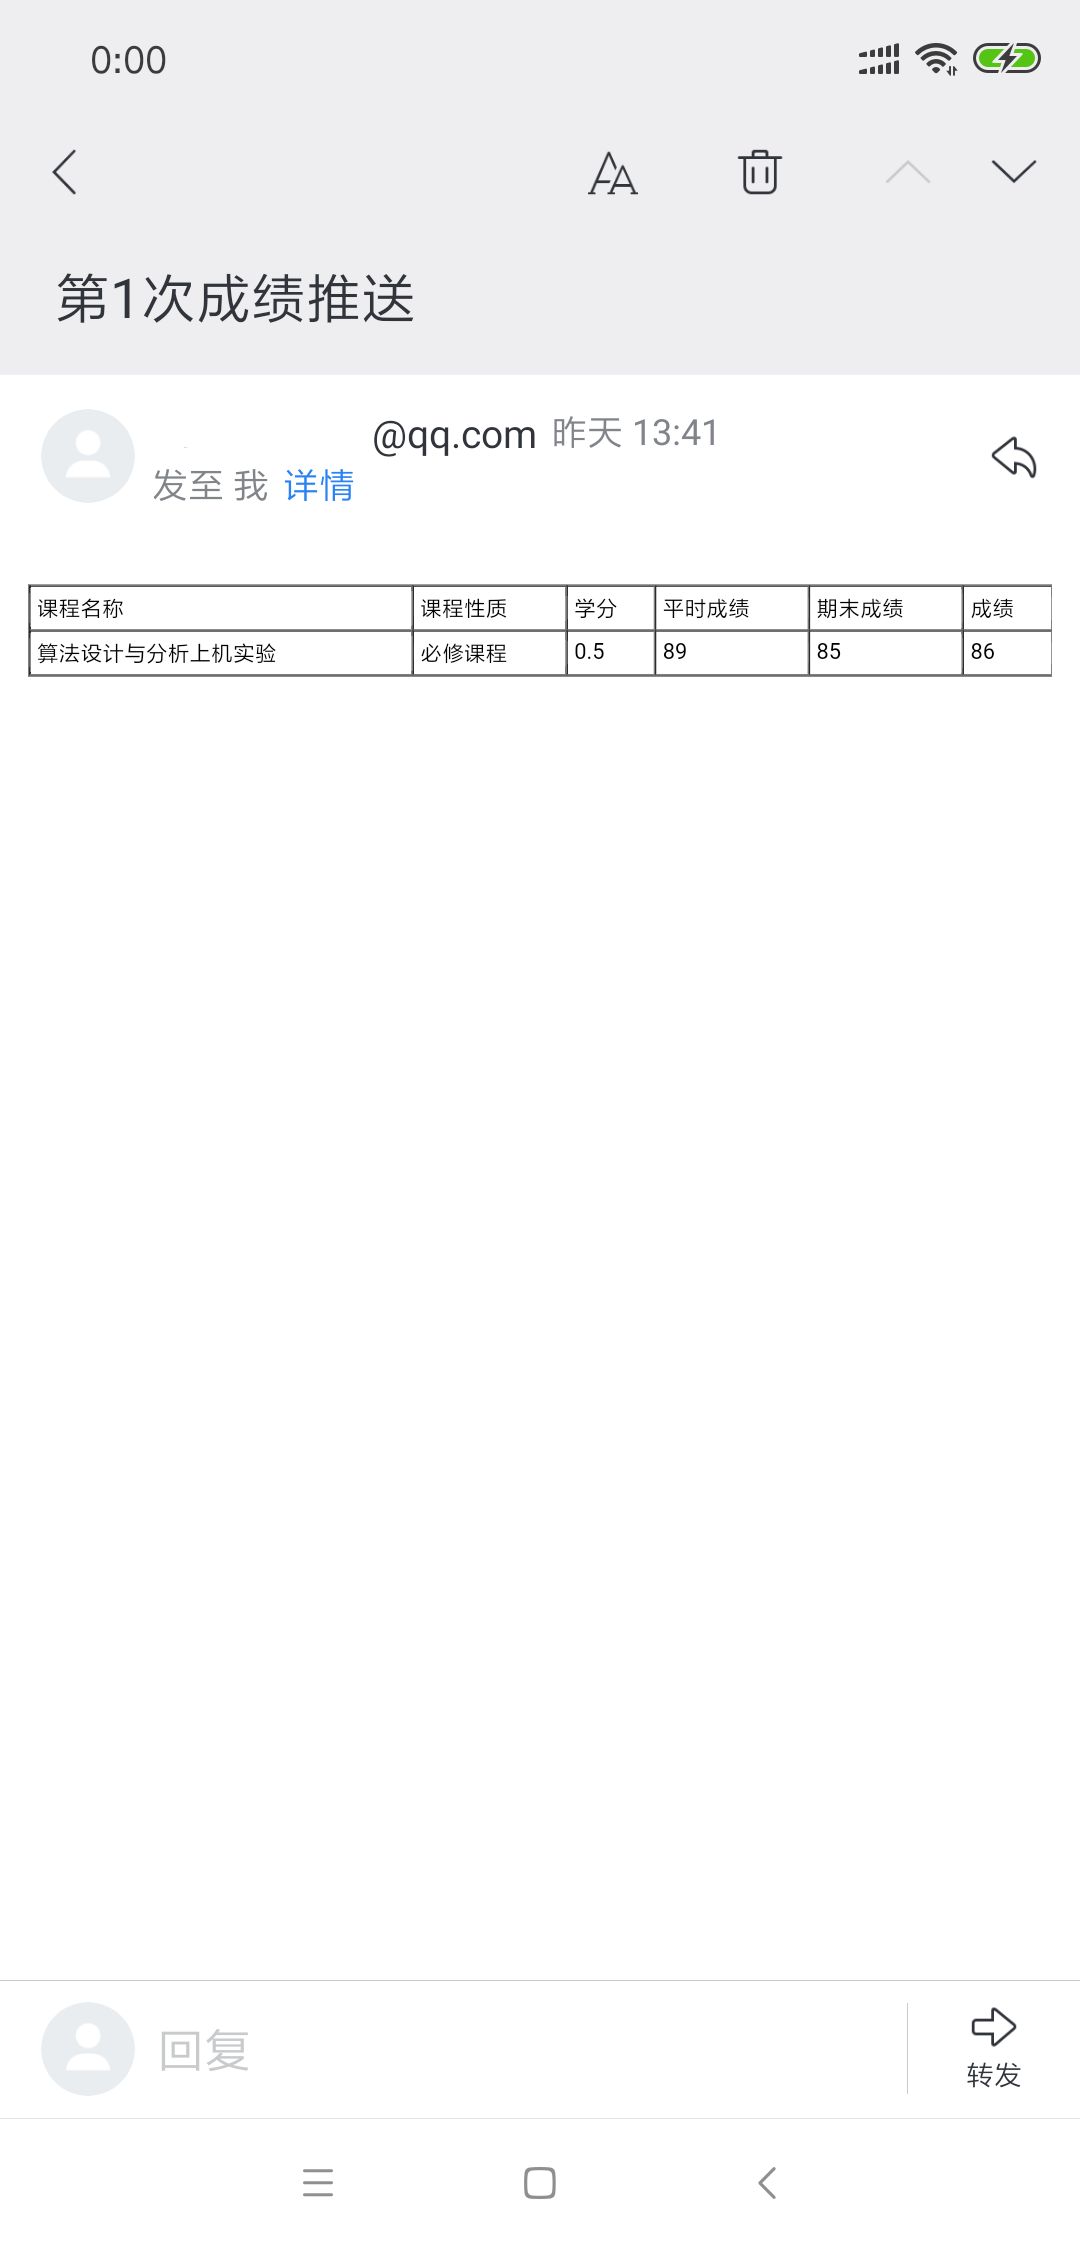 0:00
第1次成绩推送
@qq.com 昨天 13:41
发至 我 详情
课程名称 课程性质 学分 平时成绩 期末成绩 成绩
算法设计与分析上机实验 必修课程 0.5 89 85 86
回复
转发